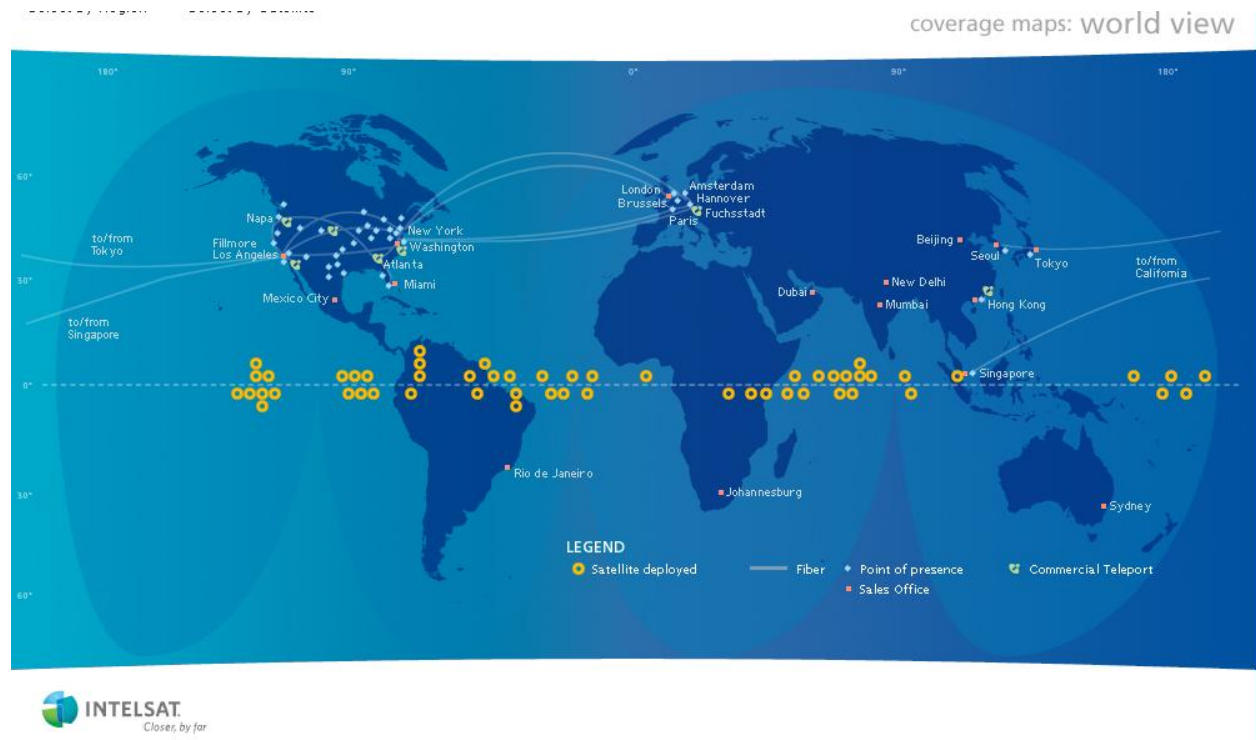 coverage maps: world view
180°
90°
0°
90°
180°
60°
30°
0°
30°
60°
to/from
Tokyo
to/from
Singapore
Napa
Fillmore
Los Angeles
Mexico City
New York
Washington
Atlanta
Miami
London
Brussels
Amsterdam
Hannover
Fuchsstadt
Paris
Dubai
New Delhi
Mumbai
Beijing
Seoul
Tokyo
Hong Kong
Singapore
to/from
California
Rio de Janeiro
Johannesburg
Sydney
LEGEND
Satellite deployed
Fiber
Point of presence
Commercial Teleport
Sales Office
INTELSAT.
Closer, by far